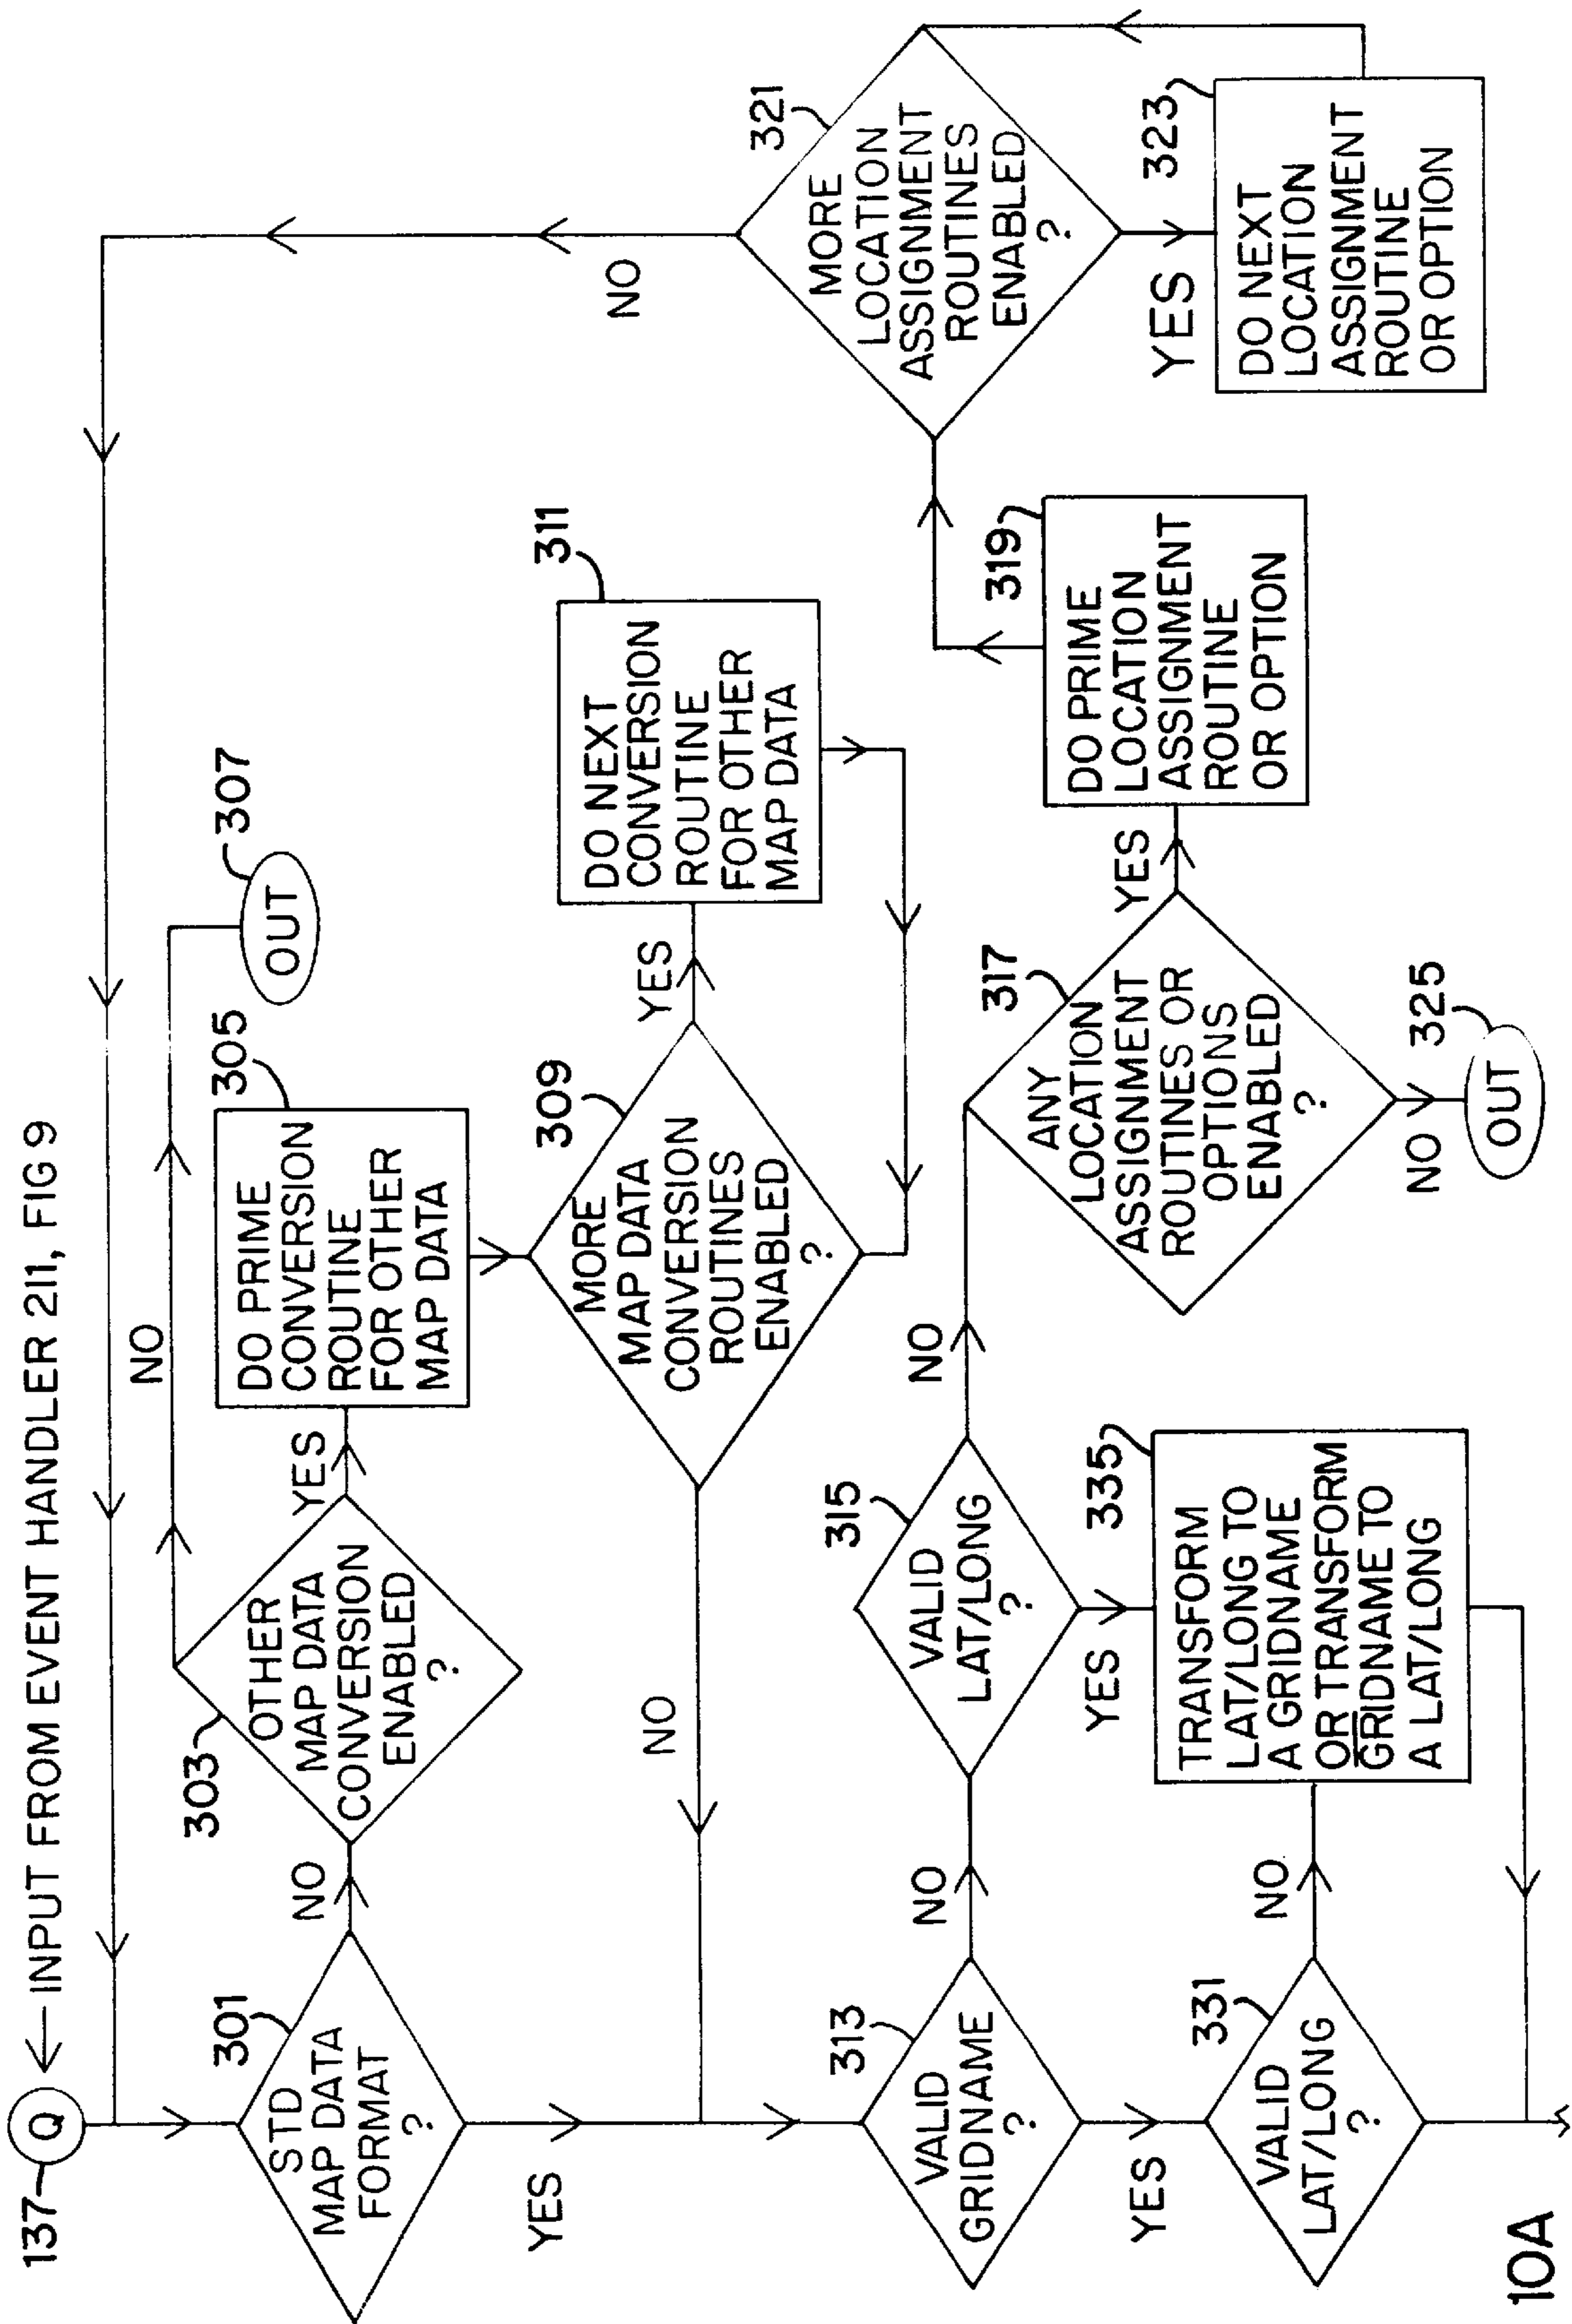 137
Q
INPUT FROM EVENT HANDLER 211, FIG 9
301
STD
MAP DATA
FORMAT
?
NO
YES
303
OTHER
MAP DATA
CONVERSION
ENABLED
?
NO
YES
305
DO PRIME
CONVERSION
ROUTINE
FOR OTHER
MAP DATA
307
OUT
309
MORE
MAP DATA
CONVERSION
ROUTINES
ENABLED
?
YES
NO
311
DO NEXT
CONVERSION
ROUTINE
FOR OTHER
MAP DATA
313
VALID
GRIDNAME
?
NO
YES
315
VALID
LAT/LONG
?
NO
YES
317
ANY
LOCATION
ASSIGNMENT
ROUTINES OR
OPTIONS
ENABLED
?
YES
NO
325
OUT
319
DO PRIME
LOCATION
ASSIGNMENT
ROUTINE
OR OPTION
321
MORE
LOCATION
ASSIGNMENT
ROUTINES
ENABLED
?
NO
YES
323
DO NEXT
LOCATION
ASSIGNMENT
ROUTINE
OR OPTION
331
VALID
LAT/LONG
?
NO
335
TRANSFORM
LAT/LONG TO
A GRIDNAME
OR TRANSFORM
GRIDNAME TO
A LAT/LONG
10A